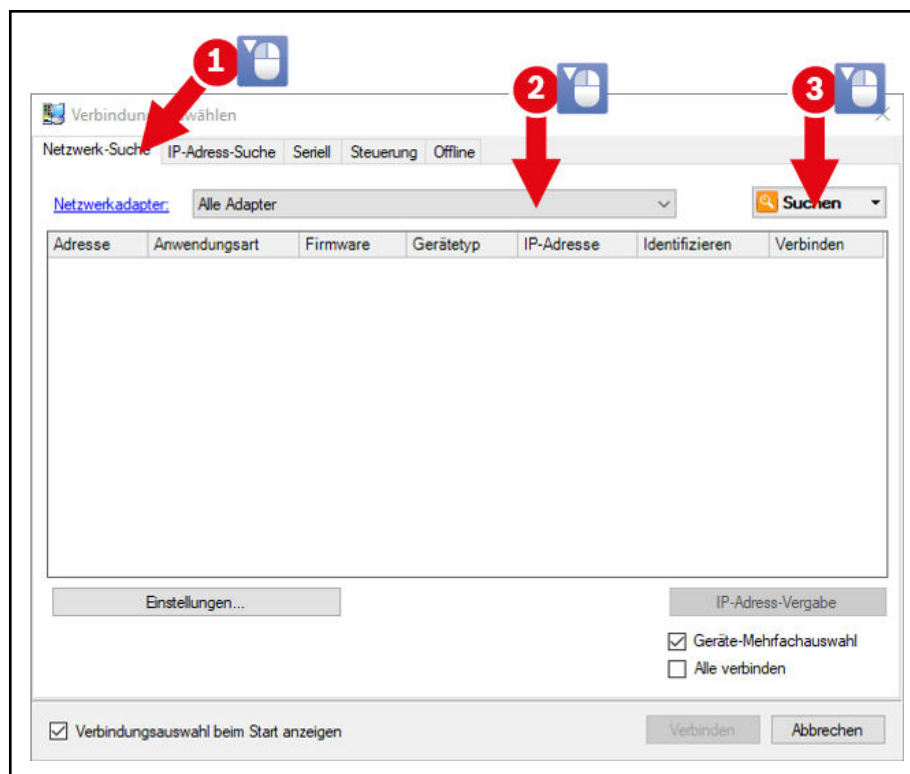 1
2
3
Verbindung auswählen
Netzwerk-Suche IP-Adress-Suche Seriell Steuerung Offline
Netzwerkadapter: Alle Adapter Suchen
Adresse Anwendungsart Firmware Gerätetyp IP-Adresse Identifizieren Verbinden
Einstellungen... IP-Adress-Vergabe
Geräte-Mehrfachauswahl
Alle verbinden
Verbindungsauswahl beim Start anzeigen Verbinden Abbrechen